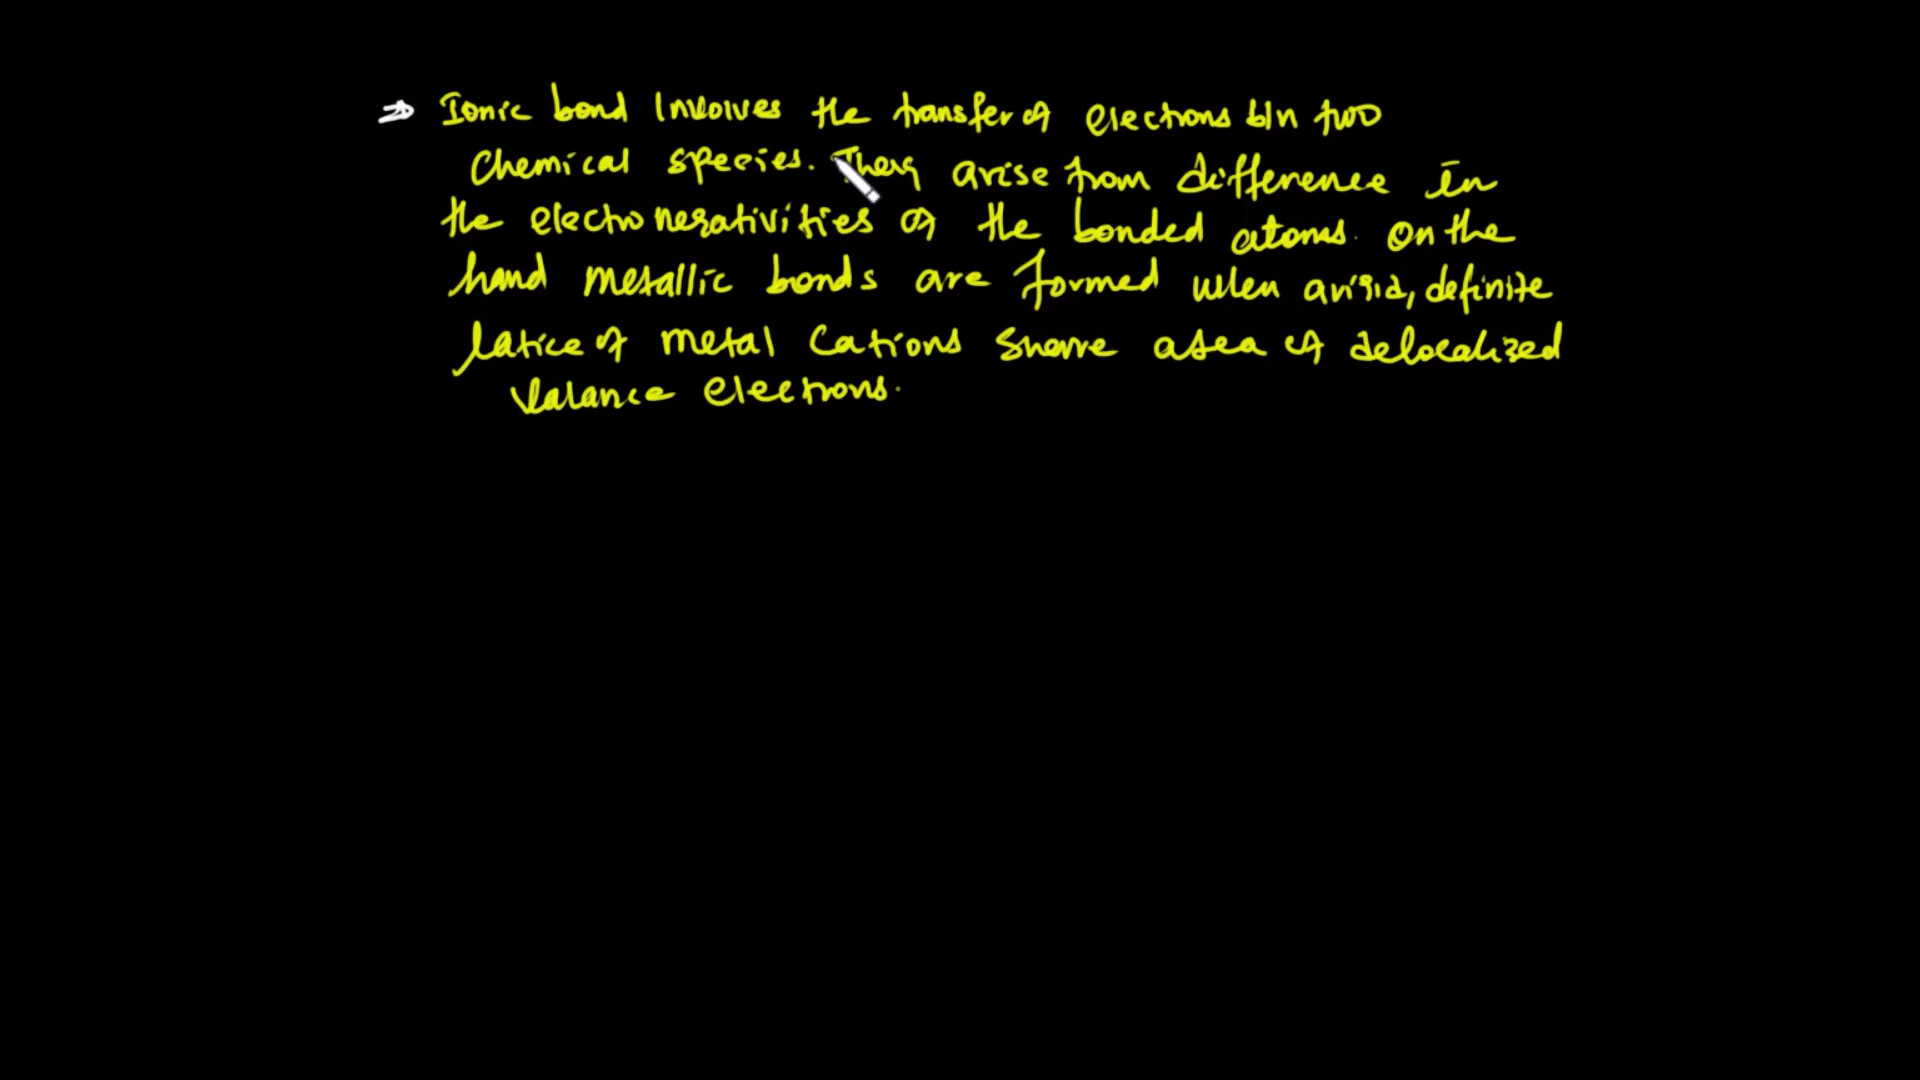 ⇒ Ionic bond Involves the transfer of electrons b/n two
Chemical species. They arise from difference in
the electronegativities of the bonded atoms. On the
hand metallic bonds are formed when a rigid, definite
latice of metal Cations share a sea of delocalized
Valance electrons.